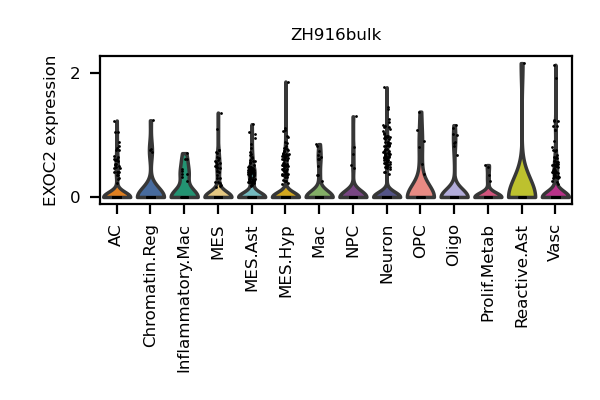 ZH916bulk
EXOC2 expression
2
0
AC
Chromatin.Reg
Inflammatory.Mac
MES
MES.Ast
MES.Hyp
Mac
NPC
Neuron
OPC
Oligo
Prolif.Metab
Reactive.Ast
Vasc